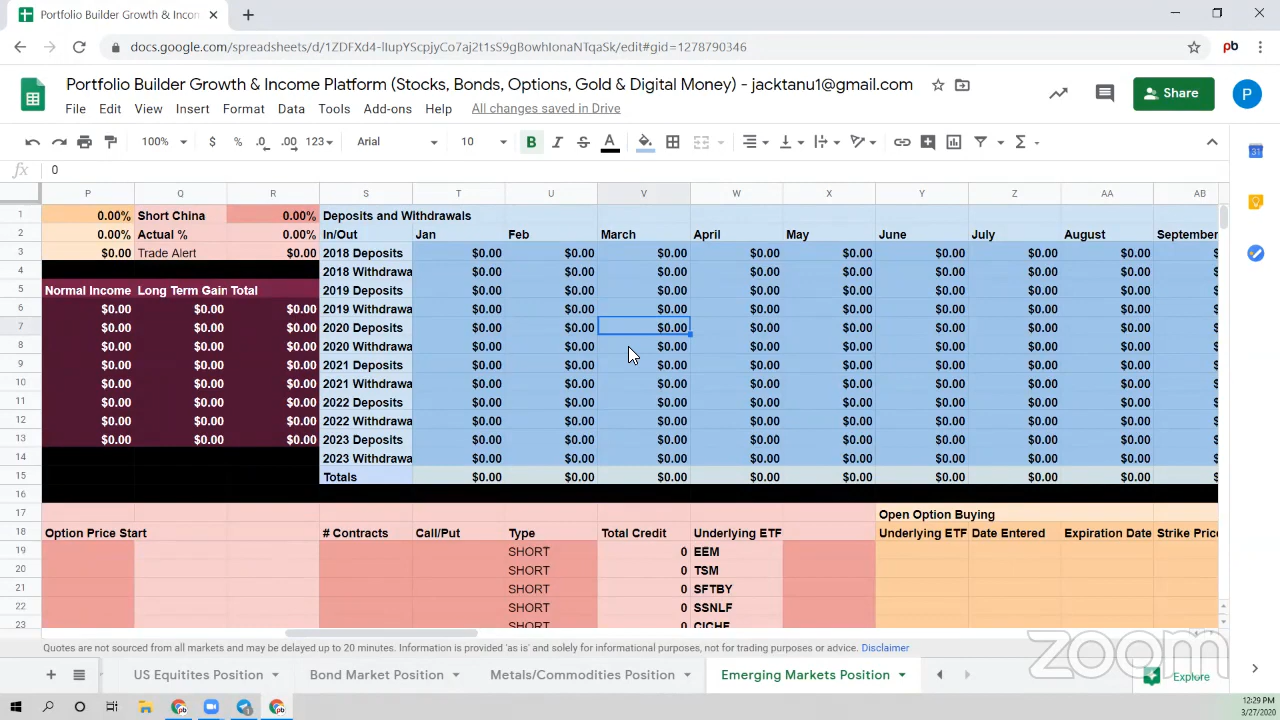 Portfolio Builder Growth & Incon
docs.google.com/spreadsheets/d/1ZDFXd4-lIupYScpjyCo7aj2t1sS9gBowhIonaNTqaSk/edit#gid=1278790346
Portfolio Builder Growth & Income Platform (Stocks, Bonds, Options, Gold & Digital Money) - jacktanu1@gmail.com
Share
P
File Edit View Insert Format Data Tools Add-ons Help All changes saved in Drive
100% $ % .0 .00 123 Arial 10 B I S A
fx 0
P Q R S T U V W X Y Z AA AB
1 0.00% Short China 0.00% Deposits and Withdrawals
2 0.00% Actual % 0.00% In/Out Jan Feb March April May June July August September
3 $0.00 Trade Alert $0.00 2018 Deposits $0.00 $0.00 $0.00 $0.00 $0.00 $0.00 $0.00 $0.00 $
4 2018 Withdrawa $0.00 $0.00 $0.00 $0.00 $0.00 $0.00 $0.00 $0.00 $
5 Normal Income Long Term Gain Total 2019 Deposits $0.00 $0.00 $0.00 $0.00 $0.00 $0.00 $0.00 $0.00 $
6 $0.00 $0.00 $0.00 2019 Withdrawa $0.00 $0.00 $0.00 $0.00 $0.00 $0.00 $0.00 $0.00 $
7 $0.00 $0.00 $0.00 2020 Deposits $0.00 $0.00 $0.00 $0.00 $0.00 $0.00 $0.00 $0.00 $
8 $0.00 $0.00 $0.00 2020 Withdrawa $0.00 $0.00 $0.00 $0.00 $0.00 $0.00 $0.00 $0.00 $
9 $0.00 $0.00 $0.00 2021 Deposits $0.00 $0.00 $0.00 $0.00 $0.00 $0.00 $0.00 $0.00 $
10 $0.00 $0.00 $0.00 2021 Withdrawa $0.00 $0.00 $0.00 $0.00 $0.00 $0.00 $0.00 $0.00 $
11 $0.00 $0.00 $0.00 2022 Deposits $0.00 $0.00 $0.00 $0.00 $0.00 $0.00 $0.00 $0.00 $
12 $0.00 $0.00 $0.00 2022 Withdrawa $0.00 $0.00 $0.00 $0.00 $0.00 $0.00 $0.00 $0.00 $
13 $0.00 $0.00 $0.00 2023 Deposits $0.00 $0.00 $0.00 $0.00 $0.00 $0.00 $0.00 $0.00 $
14 2023 Withdrawa $0.00 $0.00 $0.00 $0.00 $0.00 $0.00 $0.00 $0.00 $
15 Totals $0.00 $0.00 $0.00 $0.00 $0.00 $0.00 $0.00 $0.00 $
16
17 Open Option Buying
18 Option Price Start # Contracts Call/Put Type Total Credit Underlying ETF Underlying ETF Date Entered Expiration Date Strike Price
19 SHORT 0 EEM
20 SHORT 0 TSM
21 SHORT 0 SFTBY
22 SHORT 0 SSNLF
23 SHORT 0 CICHF
Quotes are not sourced from all markets and may be delayed up to 20 minutes. Information is provided 'as is' and solely for informational purposes, not for trading purposes or advice. Disclaimer
zoom
US Equitites Position Bond Market Position Metals/Commodities Position Emerging Markets Position Explore
12:29 PM
3/27/2020